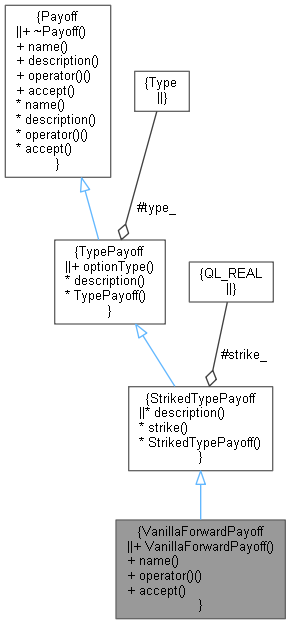 {Payoff
||+ ~Payoff()
+ name()
+ description()
+ operator()()
+ accept()
* name()
* description()
* operator()()
* accept()
}
{Type
||}
#type_
{TypePayoff
||+ optionType()
* description()
* TypePayoff()
}
{QL_REAL
||}
#strike_
{StrikedTypePayoff
||* description()
* strike()
* StrikedTypePayoff()
}
{VanillaForwardPayoff
||+ VanillaForwardPayoff()
+ name()
+ operator()()
+ accept()
}